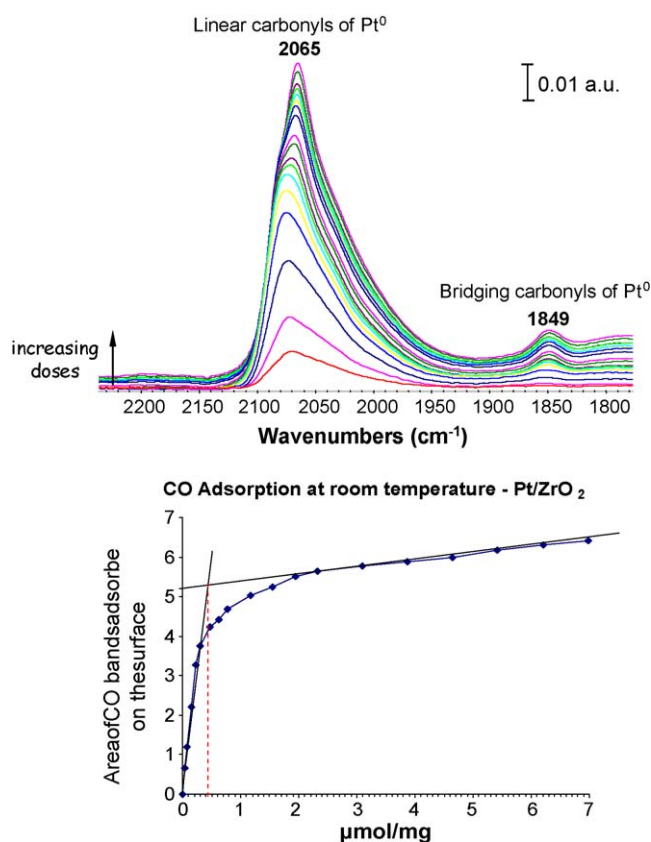 Linear carbonyls of Pt⁰
2065
0.01 a.u.
Bridging carbonyls of Pt⁰
1849
increasing
doses
2200 2150 2100 2050 2000 1950 1900 1850 1800
Wavenumbers (cm⁻¹)
CO Adsorption at room temperature - Pt/ZrO ₂
AreaofCO bandsadsorbe
on thesurface
7
6
5
4
3
2
1
0
0 1 2 3 4 5 6 7
µmol/mg